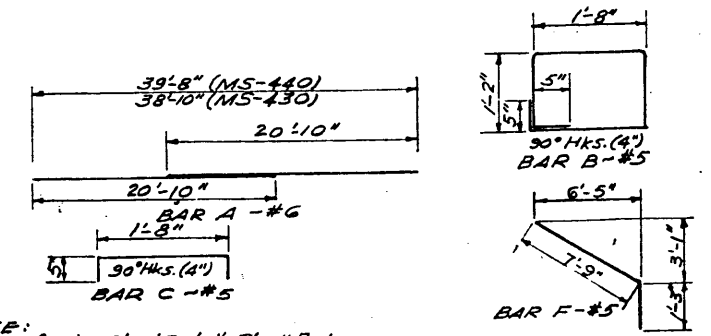 39'-8" (MS-440)
38'-10" (MS-430)
20'-10"
20'-10"
BAR A - #6
1'-8"
5"
90° Hks. (4")
BAR C ~ #5
1'-8"
1'-2"
5"
5"
90° Hks. (4")
BAR B ~ #5
6'-5"
7'-9"
3'-1"
1'-3"
BAR F - #5